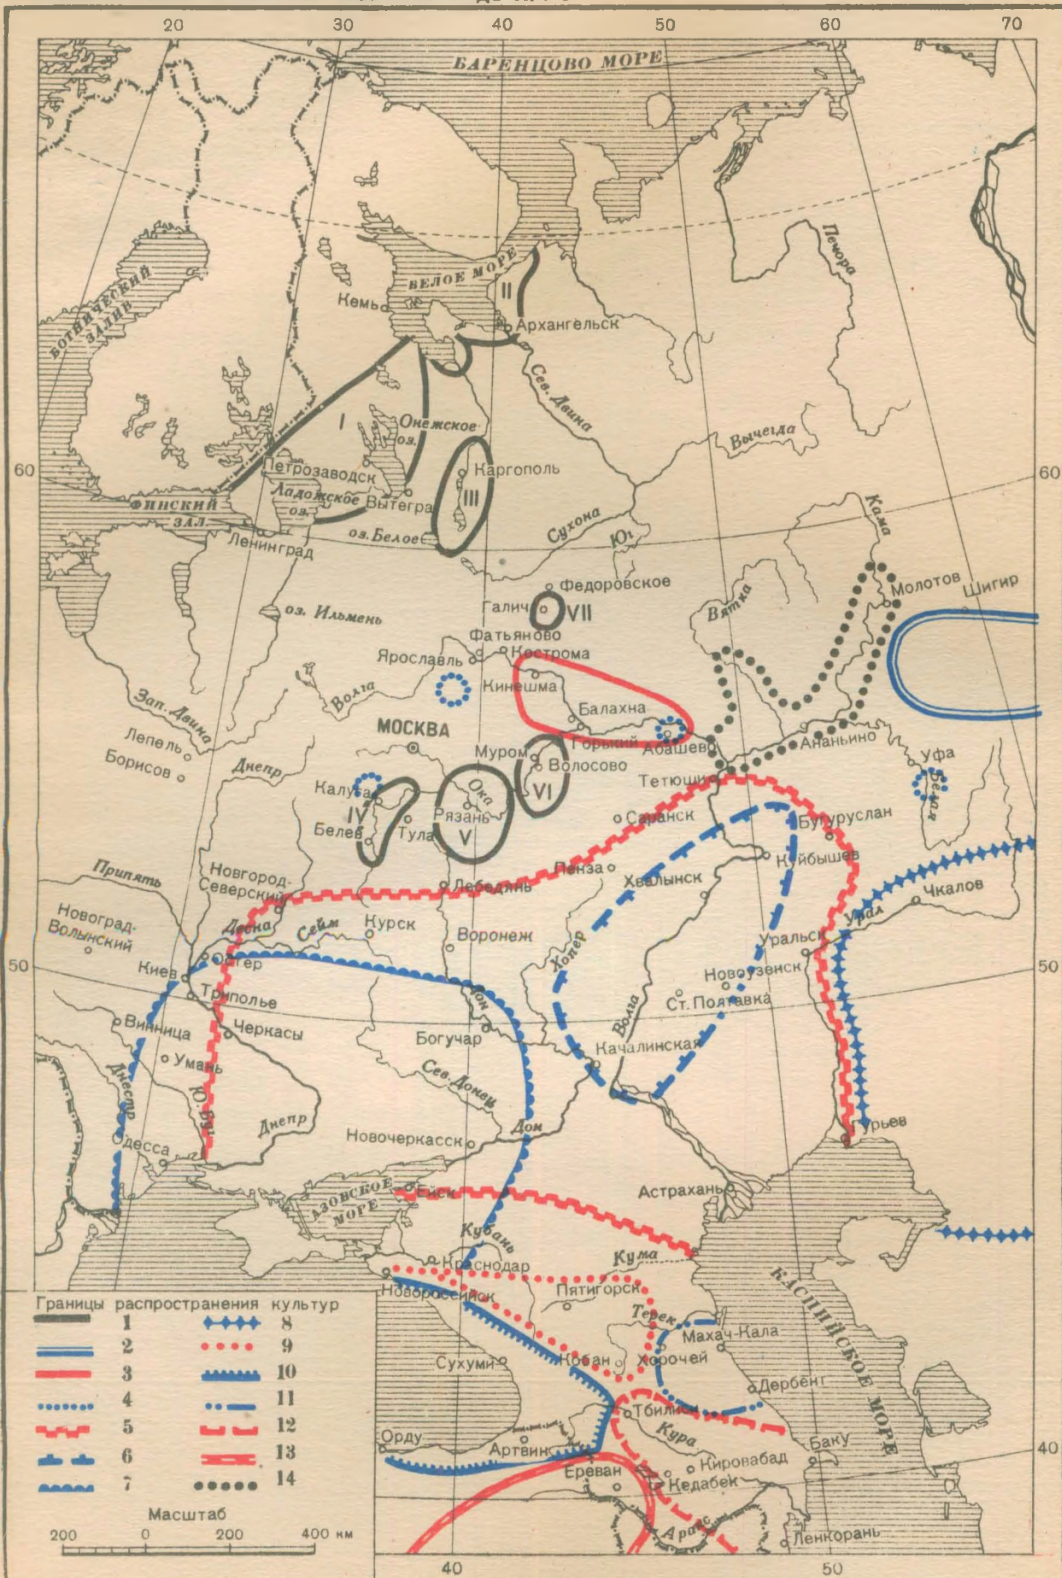 20 30 40 50 60 70
БАРЕНЦОВО МОРЕ
Печора
БОТНИЧЕСКИЙ
ЗАЛИВ
БЕЛОЕ МОРЕ
II
Кемь
Архангельск
Сев. Двина
I
Онежское
оз.
Вычегда
60
Петрозаводск
Каргополь
60
III
Ладожское
оз.
Вытегра
ФИНСКИЙ
ЗАЛ.
Кама
Ленинград
оз. Белое
Сухона
Юг
Федоровское
Молотов
Шигир
Галич
VII
Вятка
оз. Ильмень
Фатьяново
Кострома
Ярославль
Кинешма
Волга
Зап. Двина
Балахна
МОСКВА
Горький
Абашево
Ананьино
Лепель
Борисов
Днепр
Муром
Волосово
Уфа
Белая
Тетюши
Калуга
IV
Ока
VI
Рязань
V
Белев
Тула
Саранск
Бугуруслан
Куйбышев
Припять
Новгород-
Северский
Лебедянь
Пенза
Хвалынск
Чкалов
Новоград-
Волынский
Десна
Сейм
Курск
Воронеж
Хопер
Урал
Уральск
50
Киев
Остер
Новоузенск
50
Триполье
Дон
Ст. Полтавка
Винница
Черкасы
Богучар
Волга
Умань
Качалинская
Днестр
Ю. Буг
Сев. Донец
Днепр
Новочеркасск
Дон
Гурьев
Одесса
АЗОВСКОЕ
МОРЕ
Ейск
Астрахань
Кубань
Краснодар
Кума
Новороссийск
Пятигорск
КАСПИЙСКОЕ МОРЕ
Терек
Махач-Кала
Сухуми
Кобан
Хорочей
Дербент
Тбилиси
Орду
Артвин
Кура
Баку
40
Ереван
Кировабад
Кедабек
Аракс
Ленкорань
Границы распространения культур
1 8
2 9
3 10
4 11
5 12
6 13
7 14
Масштаб
200 0 200 400 км
40 50